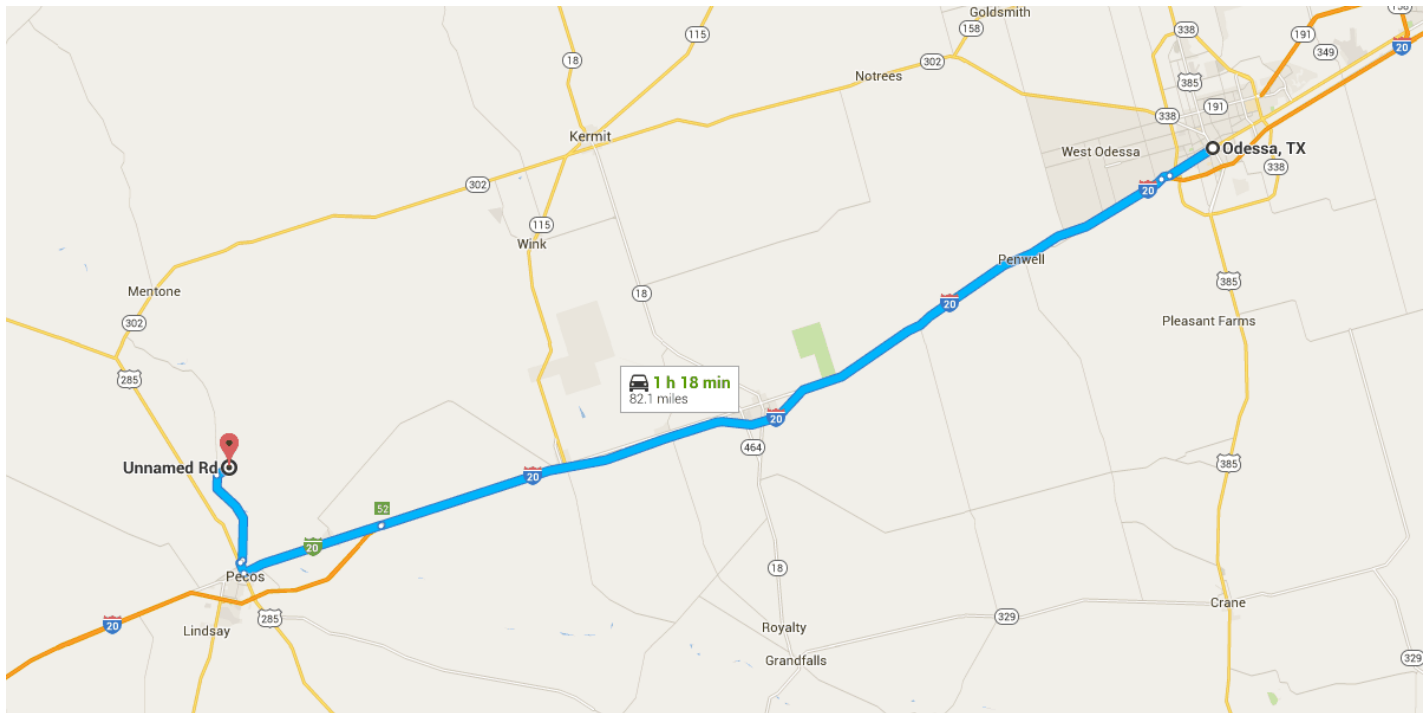 Goldsmith
158
158
338
191
349
20
115
18
302
Notrees
385
191
338
Kermit
West Odessa
Odessa, TX
338
20
302
115
Wink
Penwell
385
Mentone
18
20
302
Pleasant Farms
285
1 h 18 min
82.1 miles
20
464
Unnamed Rd
20
385
52
20
Pecos
18
Crane
20
Lindsay
285
329
Royalty
Grandfalls
329